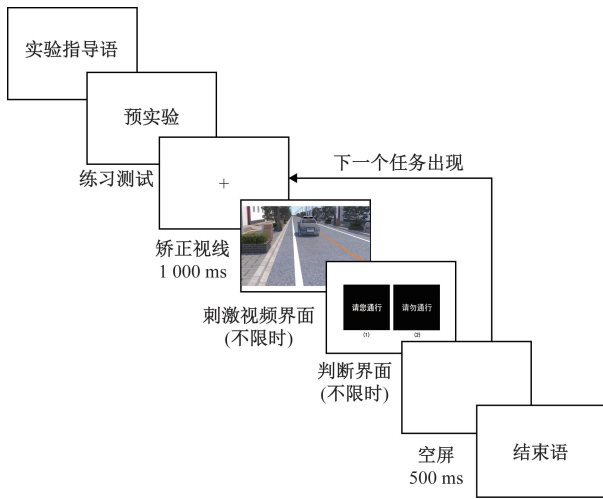 实验指导语
预实验
练习测试
+
下一个任务出现
矫正视线
1 000 ms
刺激视频界面
(不限时)
请您通行
请勿通行
(1)
(2)
判断界面
(不限时)
空屏
500 ms
结束语